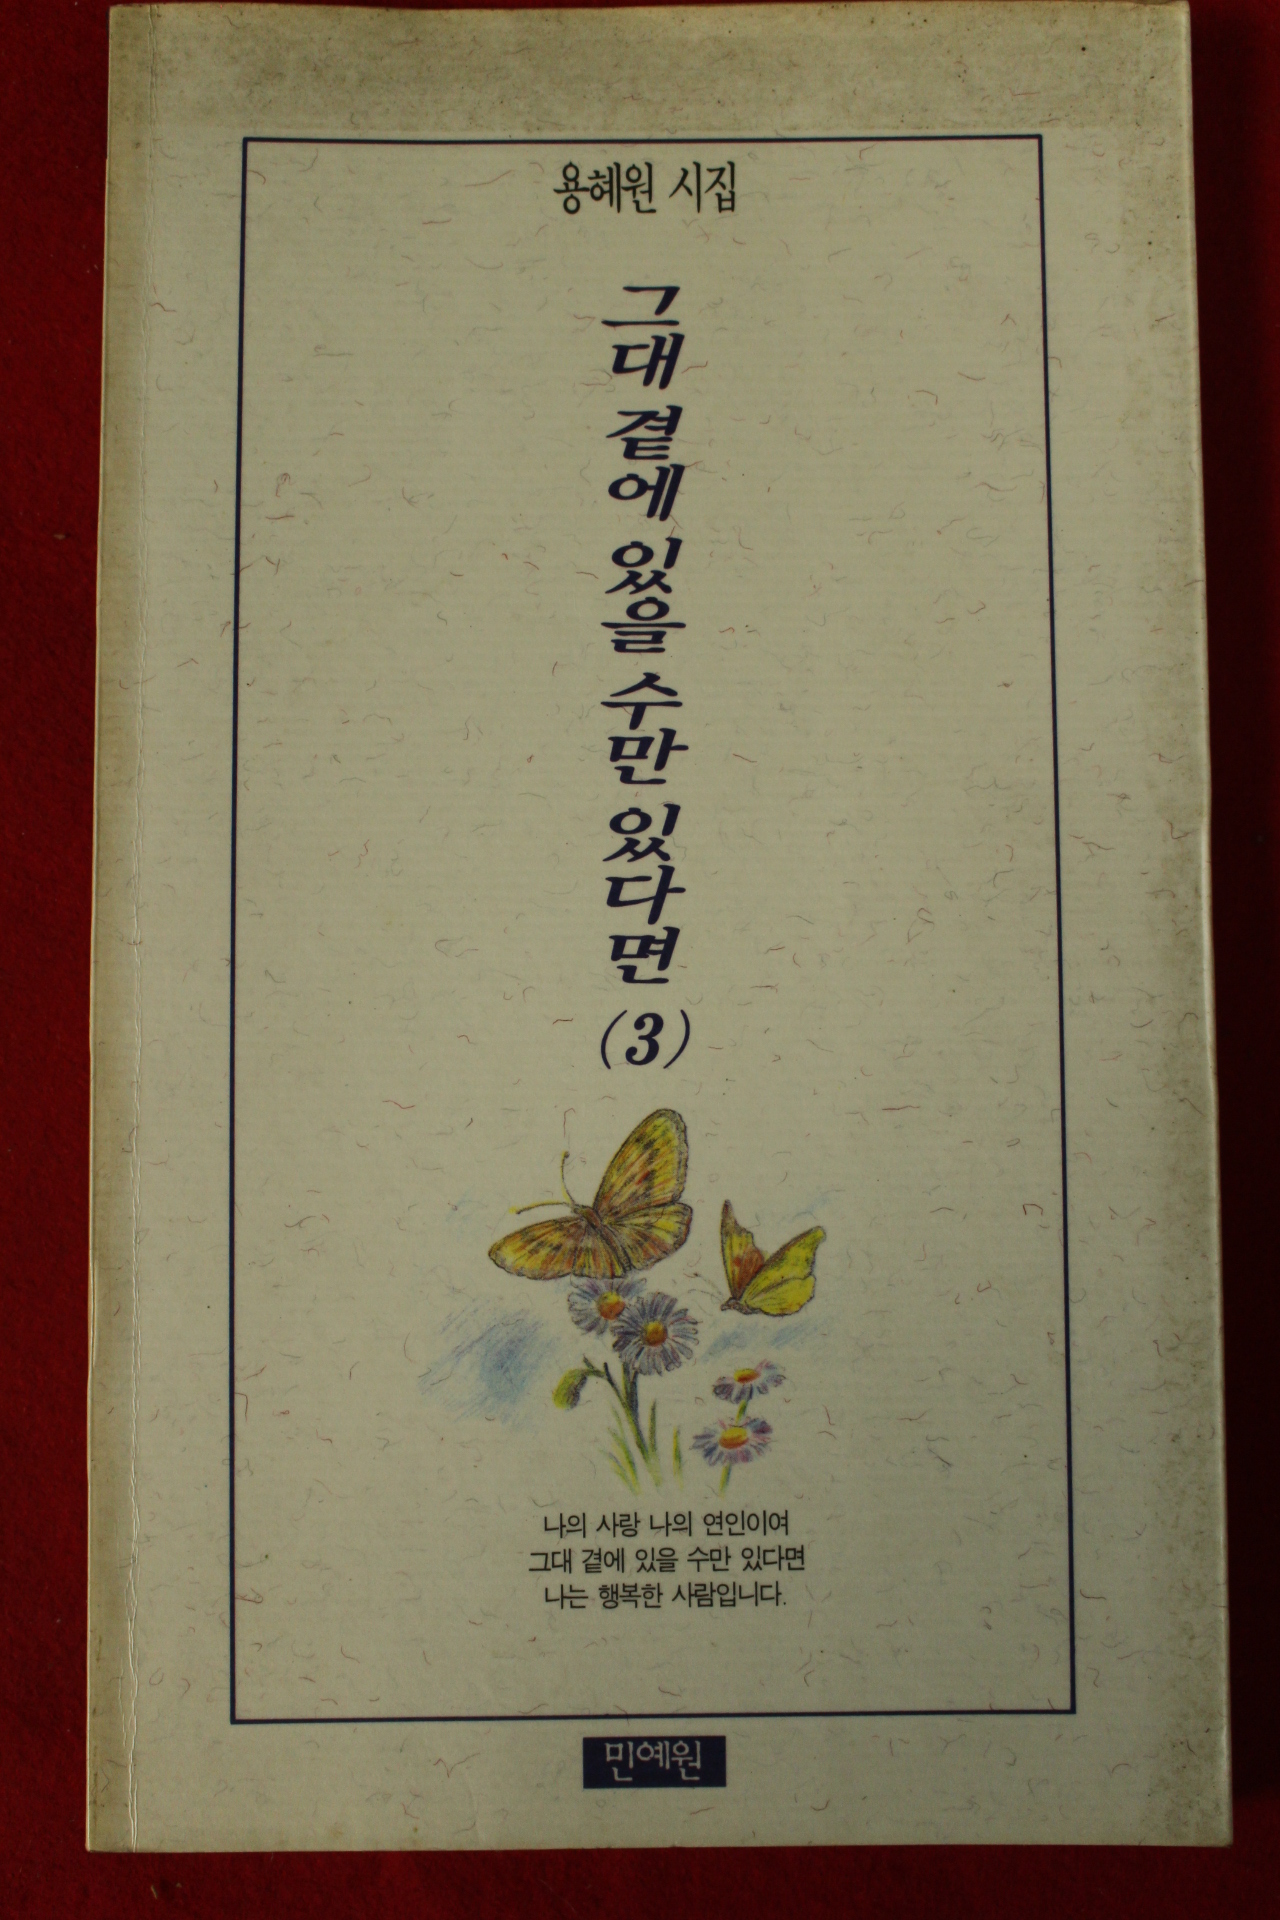 용혜원 시집
그대 곁에 있을 수만 있다면
(3)
나의 사랑 나의 연인이여
그대 곁에 있을 수만 있다면
나는 행복한 사람입니다.
민예원